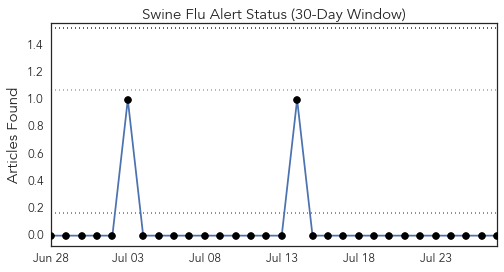 Swine Flu Alert Status (30-Day Window)
Articles Found
1.4
1.2
1.0
0.8
0.6
0.4
0.2
0.0
Jun 28 Jul 03 Jul 08 Jul 13 Jul 18 Jul 23